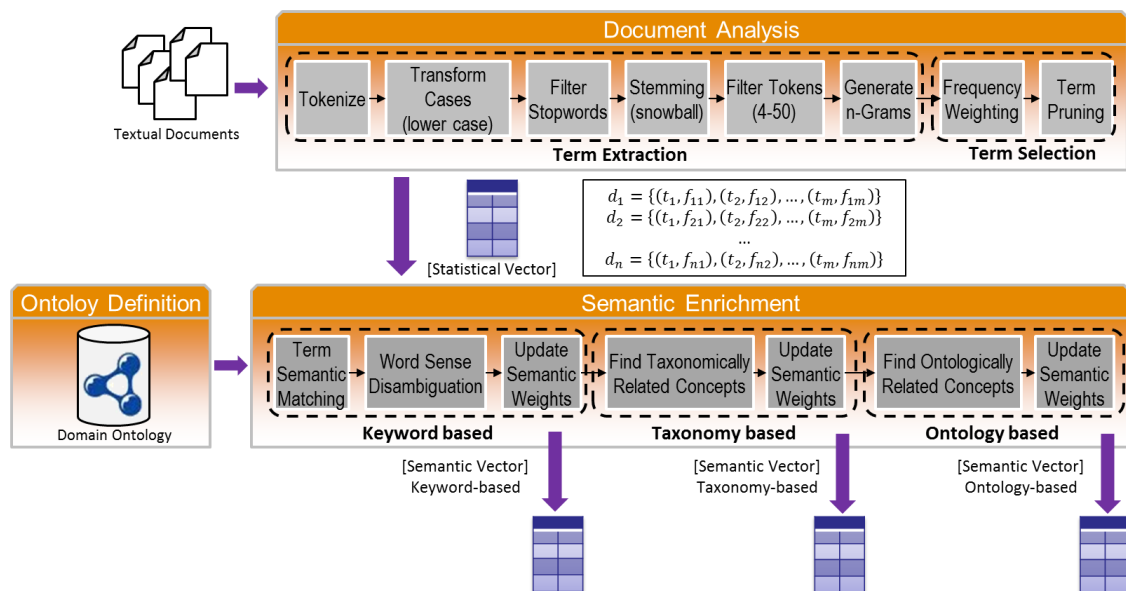 Document Analysis
Textual Documents
Tokenize
Transform
Cases
(lower case)
Filter
Stopwords
Stemming
(snowball)
Filter Tokens
(4-50)
Generate
n-Grams
Frequency
Weighting
Term
Pruning
Term Extraction
Term Selection
[Statistical Vector]
d₁ = {(t₁, f₁₁), (t₂, f₁₂), …, (tₘ, f₁ₘ)}
d₂ = {(t₁, f₂₁), (t₂, f₂₂), …, (tₘ, f₂ₘ)}
…
dₙ = {(t₁, fₙ₁), (t₂, fₙ₂), …, (tₘ, fₙₘ)}
Ontoloy Definition
Domain Ontology
Semantic Enrichment
Term
Semantic
Matching
Word Sense
Disambiguation
Update
Semantic
Weights
Find Taxonomically
Related Concepts
Update
Semantic
Weights
Find Ontologically
Related Concepts
Update
Semantic
Weights
Keyword based
Taxonomy based
Ontology based
[Semantic Vector]
Keyword-based
[Semantic Vector]
Taxonomy-based
[Semantic Vector]
Ontology-based